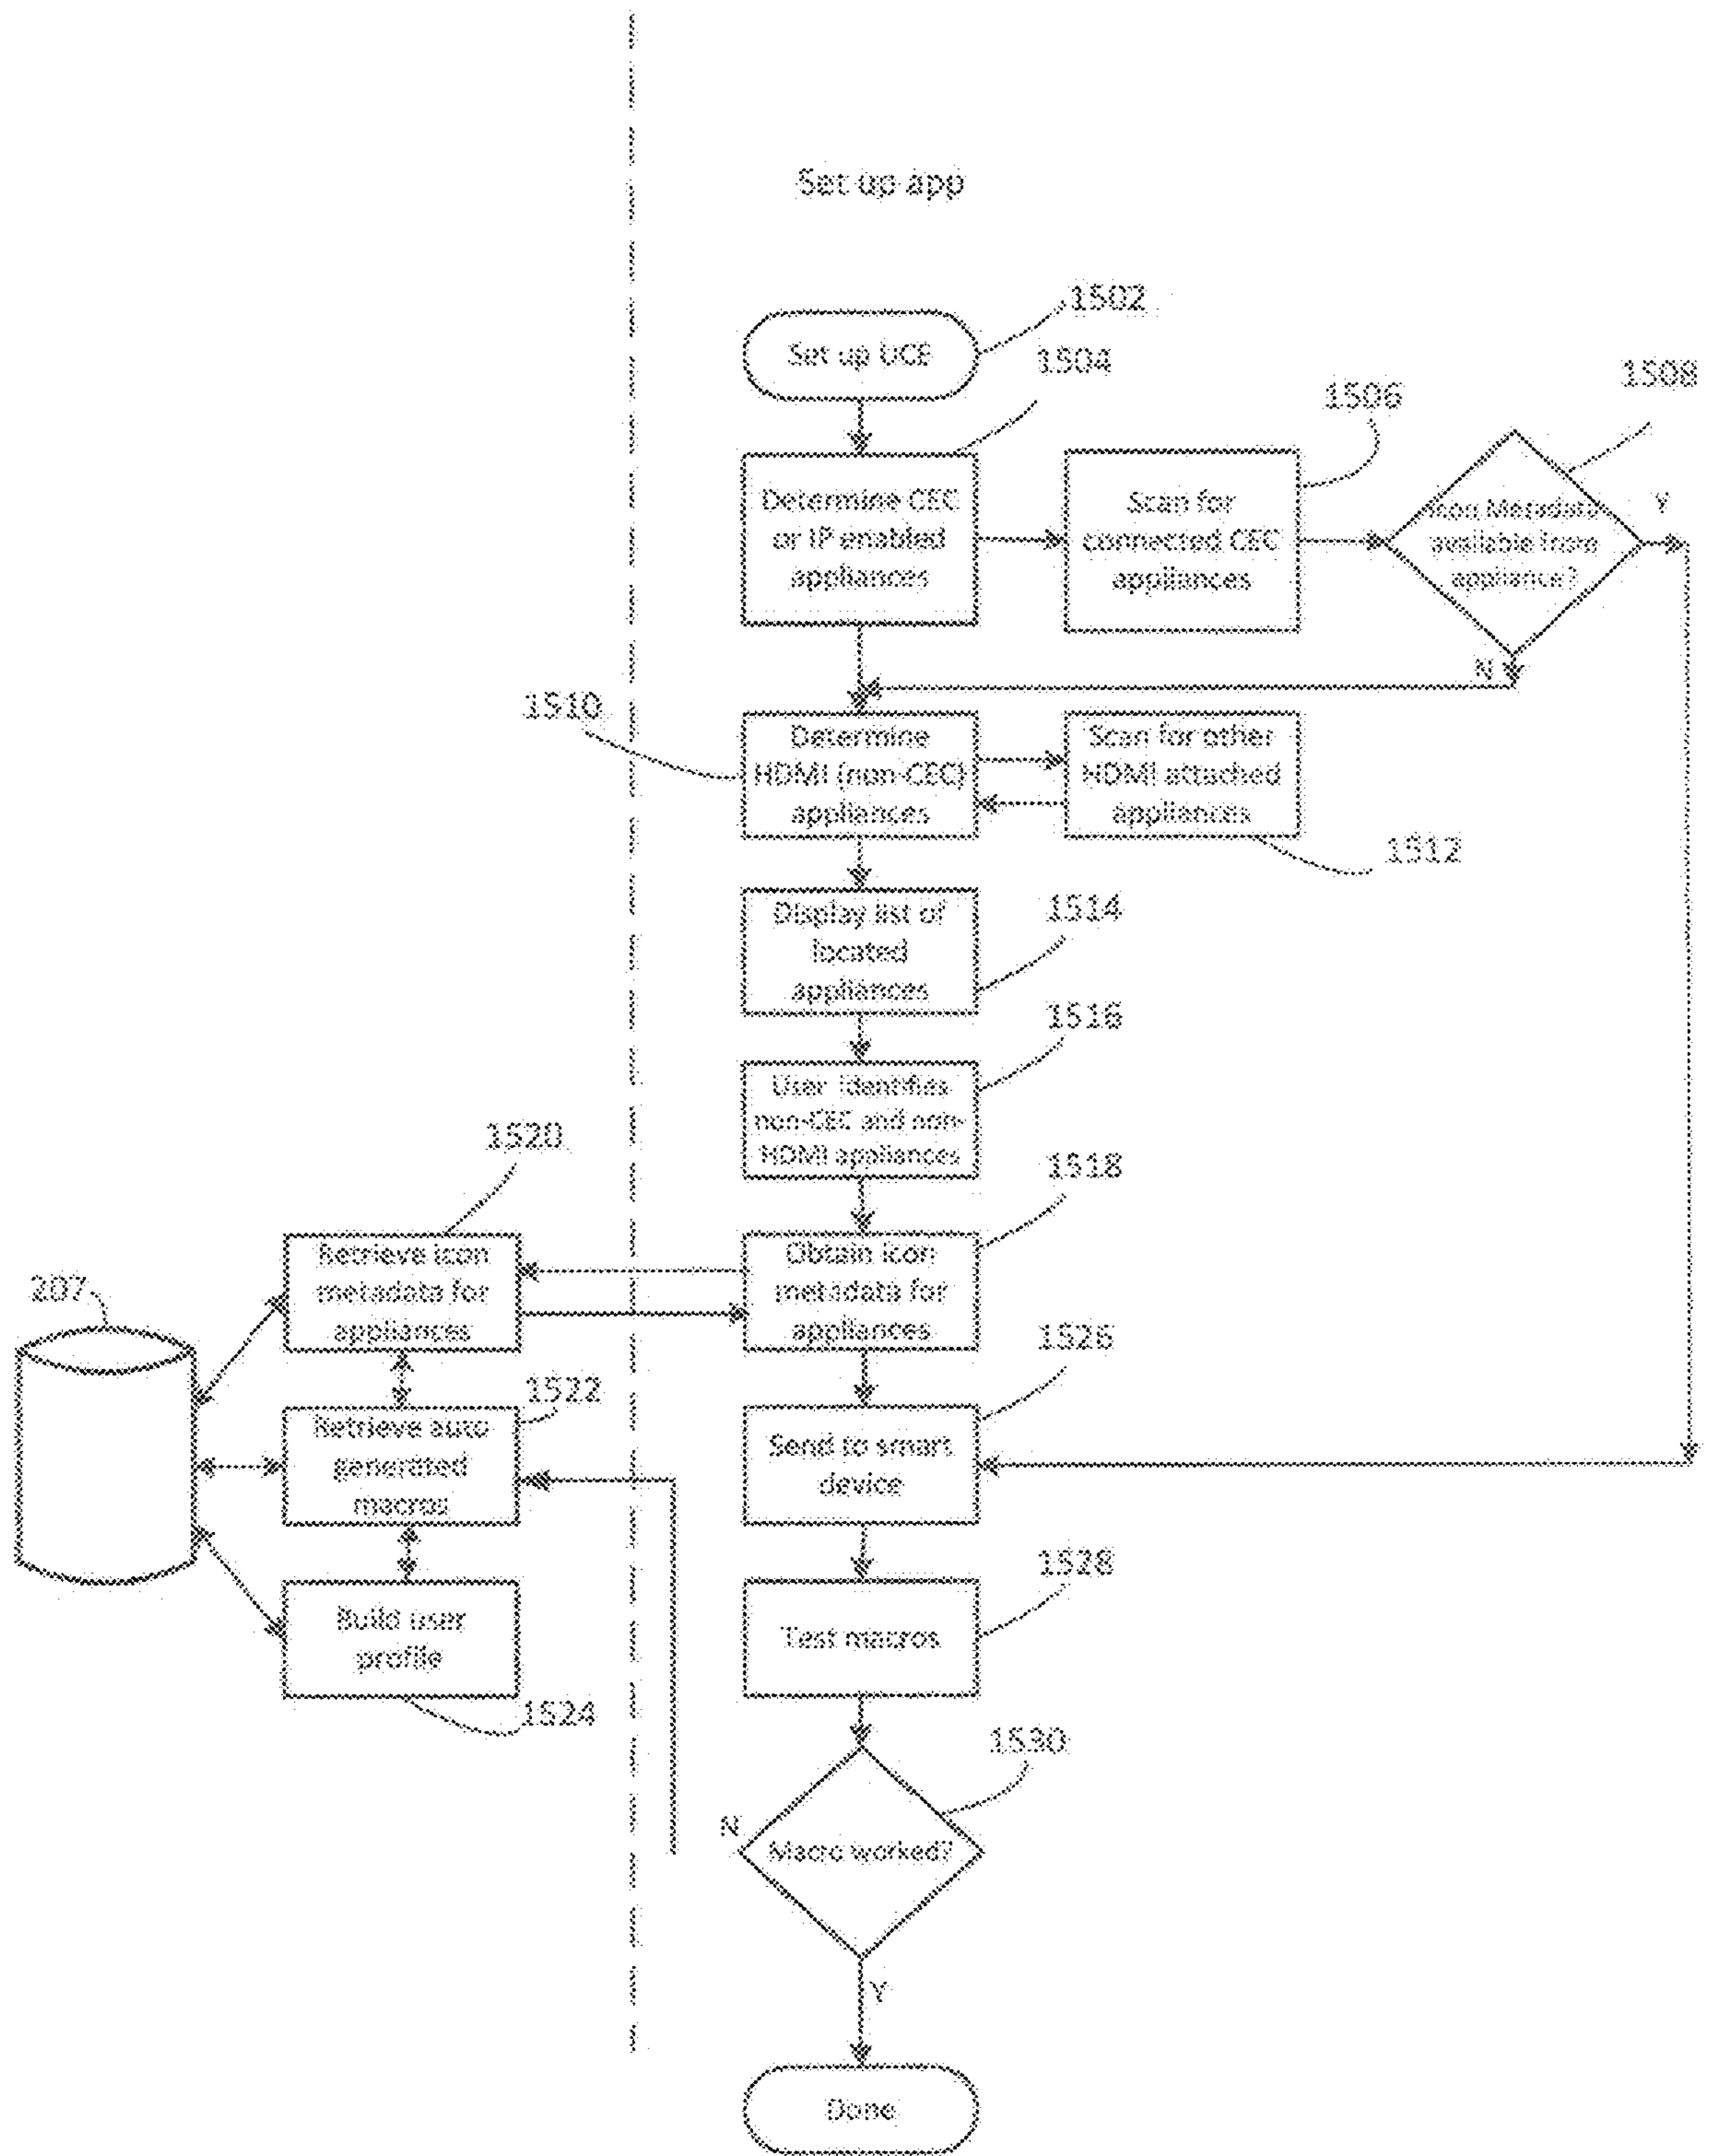 Set up app
1502
Set up UCE
1504
1506
1508
Determine CEC
or IP enabled
appliances
Scan for
connected CEC
appliances
Icon Metadata
available from
appliance?
Y
N
1510
Determine
HDMI (non-CEC)
appliances
Scan for other
HDMI attached
appliances
1512
Display list of
located
appliances
1514
1516
User identifies
non-CEC and non-
HDMI appliances
1520
1518
Retrieve icon
metadata for
appliances
Obtain icon
metadata for
appliances
207
1526
1522
Retrieve auto
generated
macros
Send to smart
device
1528
Build user
profile
Test macros
1524
1530
N
Macro worked?
Y
Done